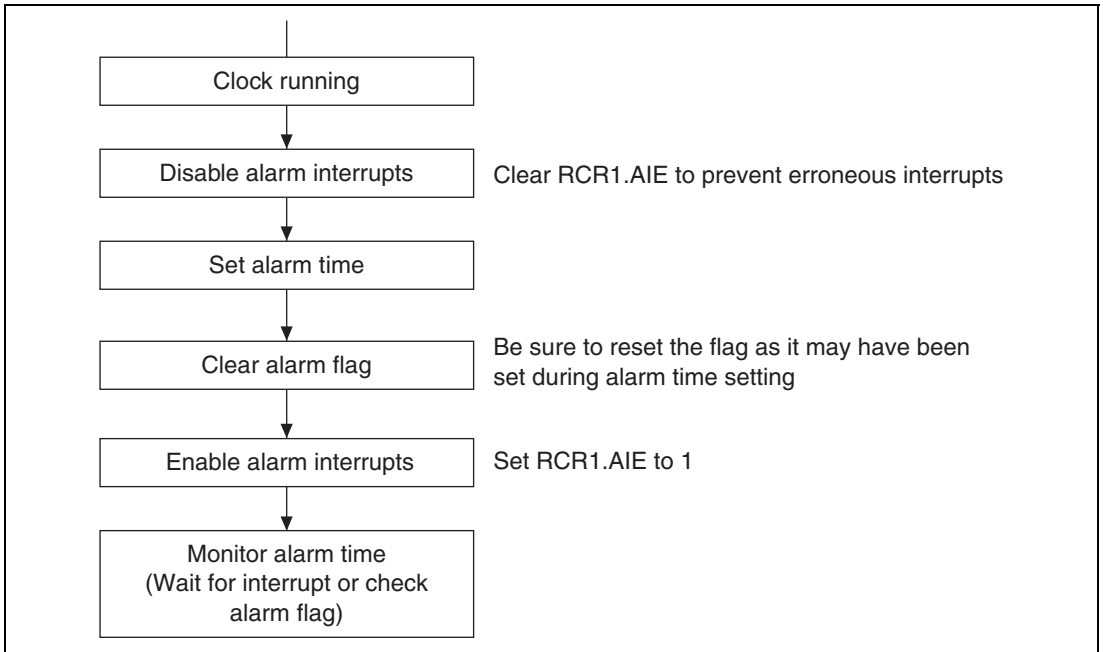 Clock running
Disable alarm interrupts
Clear RCR1.AIE to prevent erroneous interrupts
Set alarm time
Clear alarm flag
Be sure to reset the flag as it may have been
set during alarm time setting
Enable alarm interrupts
Set RCR1.AIE to 1
Monitor alarm time
(Wait for interrupt or check
alarm flag)